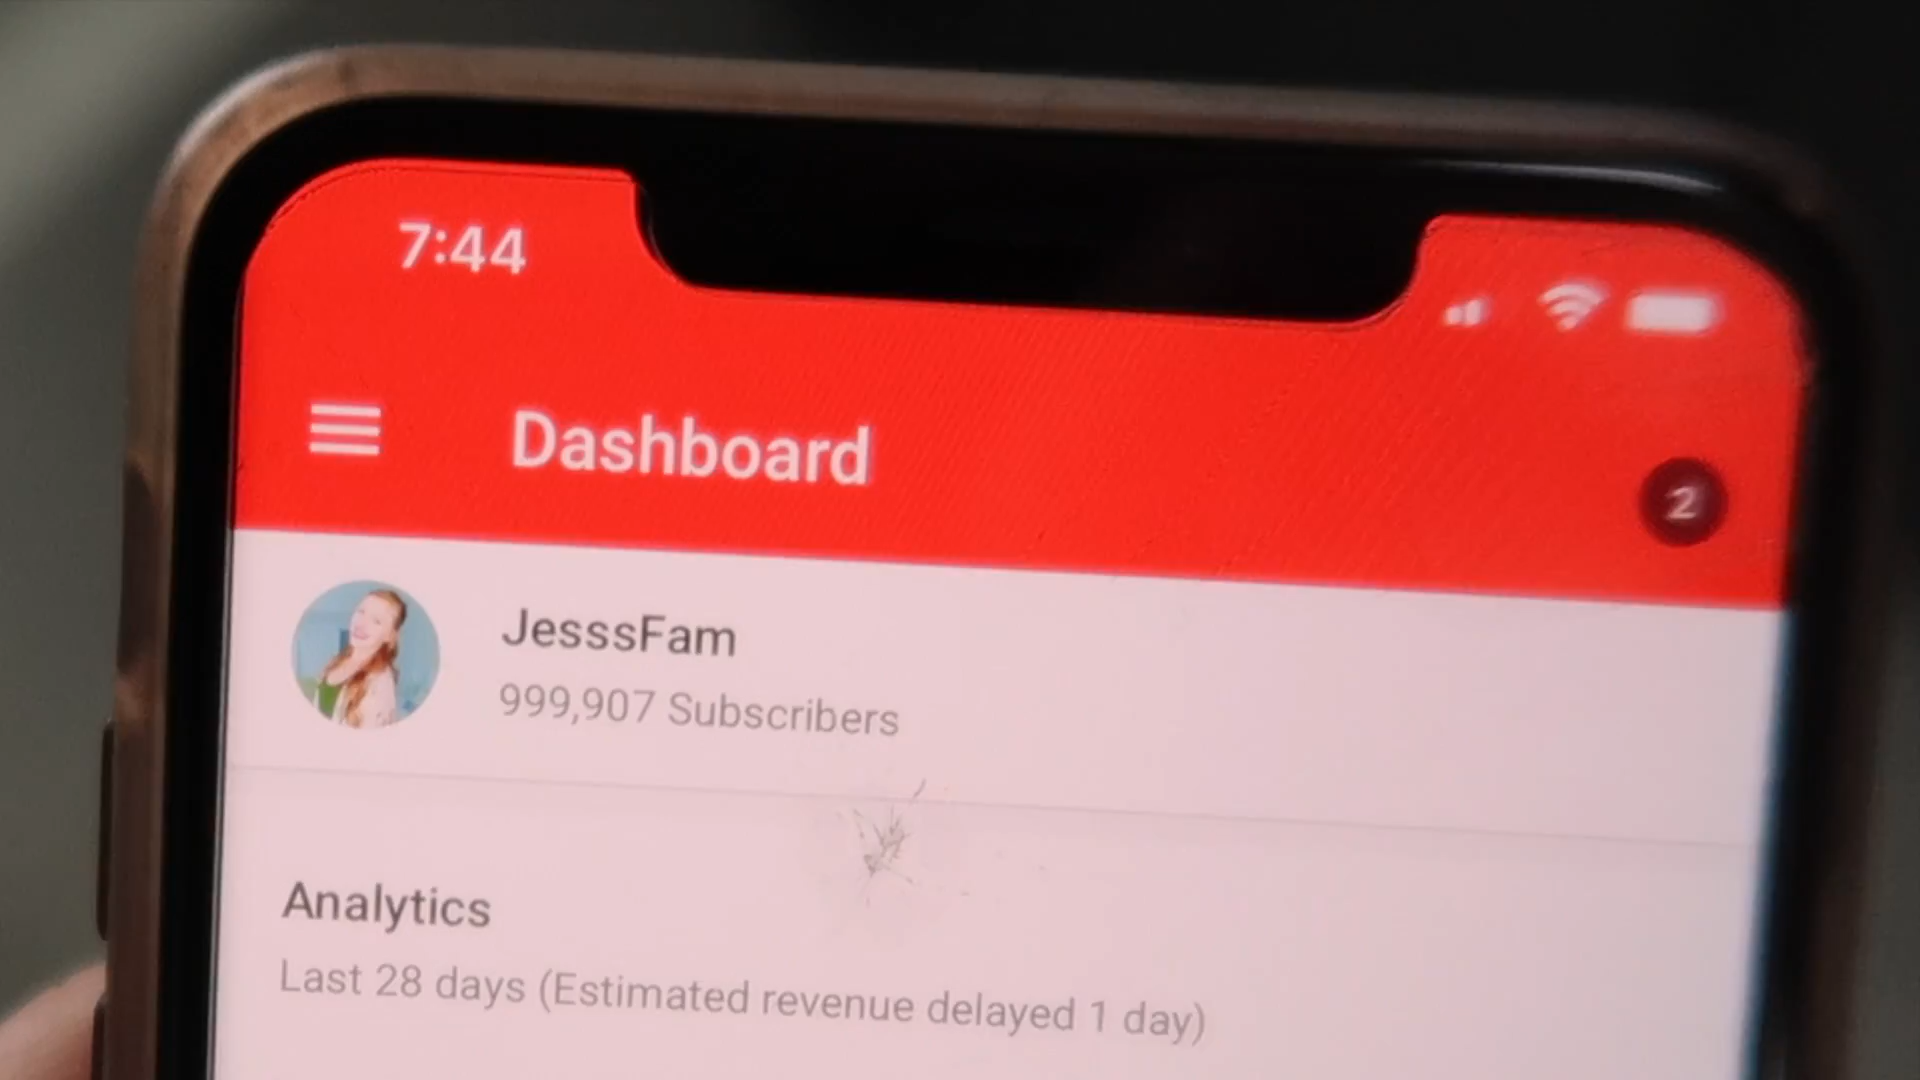 7:44
Dashboard
2
JesssFam
999,907 Subscribers
Analytics
Last 28 days (Estimated revenue delayed 1 day)